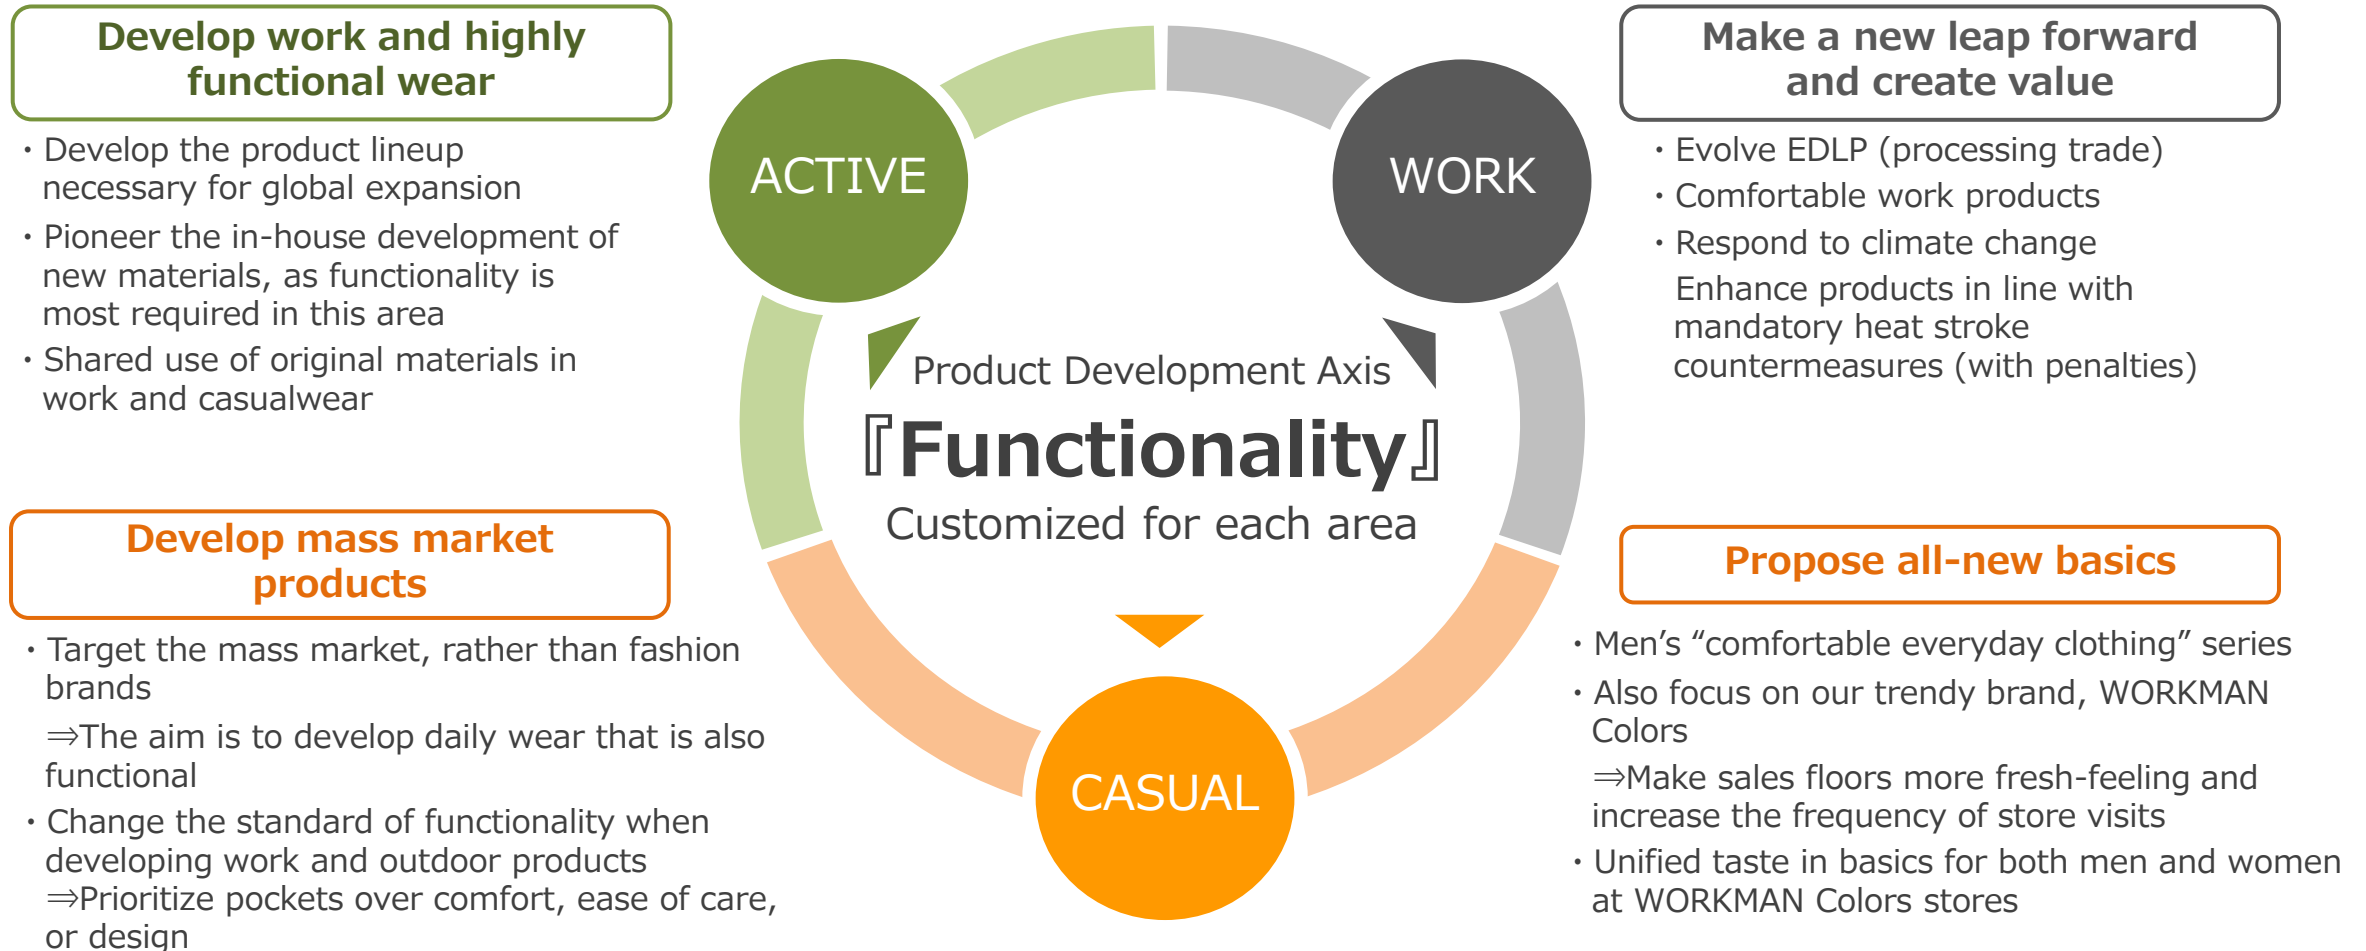 Develop work and highly
functional wear
・Develop the product lineup
necessary for global expansion
・Pioneer the in-house development of
new materials, as functionality is
most required in this area
・Shared use of original materials in
work and casualwear
ACTIVE
WORK
Make a new leap forward
and create value
・Evolve EDLP (processing trade)
・Comfortable work products
・Respond to climate change
Enhance products in line with
mandatory heat stroke
countermeasures (with penalties)
Product Development Axis
『Functionality』
Customized for each area
CASUAL
Develop mass market
products
・Target the mass market, rather than fashion
brands
⇒The aim is to develop daily wear that is also
functional
・Change the standard of functionality when
developing work and outdoor products
⇒Prioritize pockets over comfort, ease of care,
or design
Propose all-new basics
・Men’s “comfortable everyday clothing” series
・Also focus on our trendy brand, WORKMAN
Colors
⇒Make sales floors more fresh-feeling and
increase the frequency of store visits
・Unified taste in basics for both men and women
at WORKMAN Colors stores